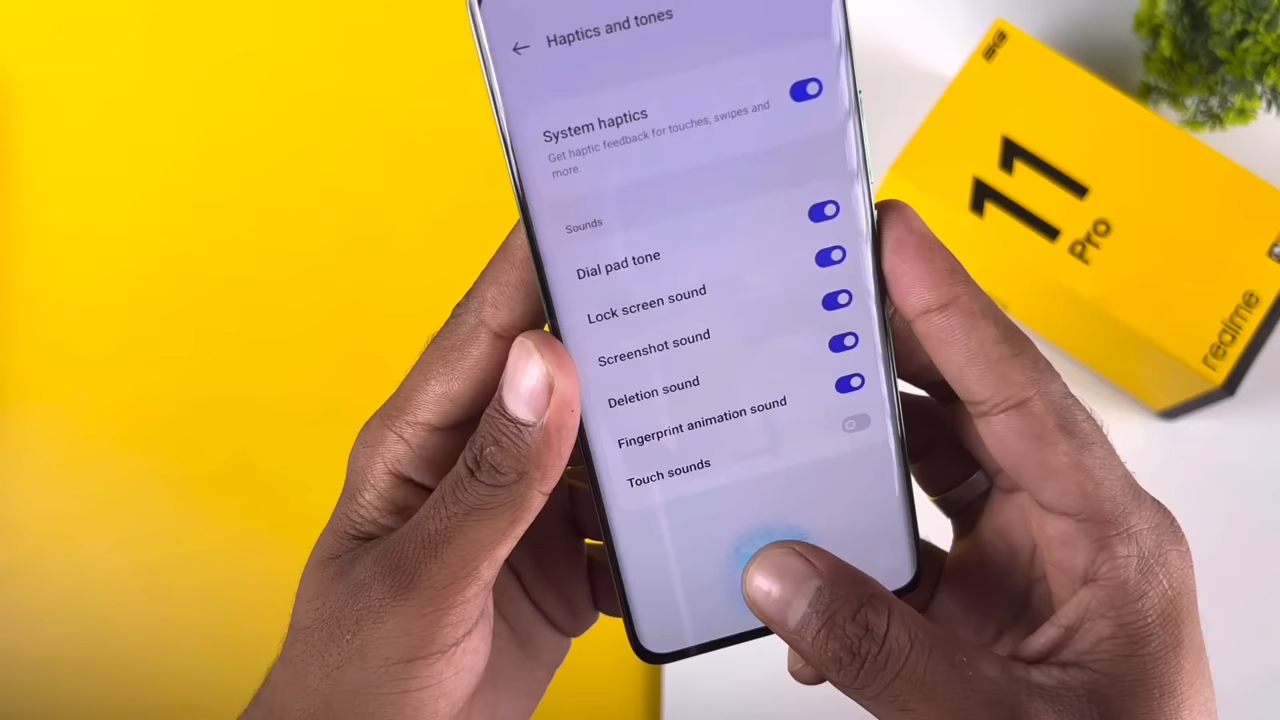 Haptics and tones
System haptics
Get haptic feedback for touches, swipes and
more.
Sounds
Dial pad tone
Lock screen sound
Screenshot sound
Deletion sound
Fingerprint animation sound
Touch sounds
5G
11
Pro
realme